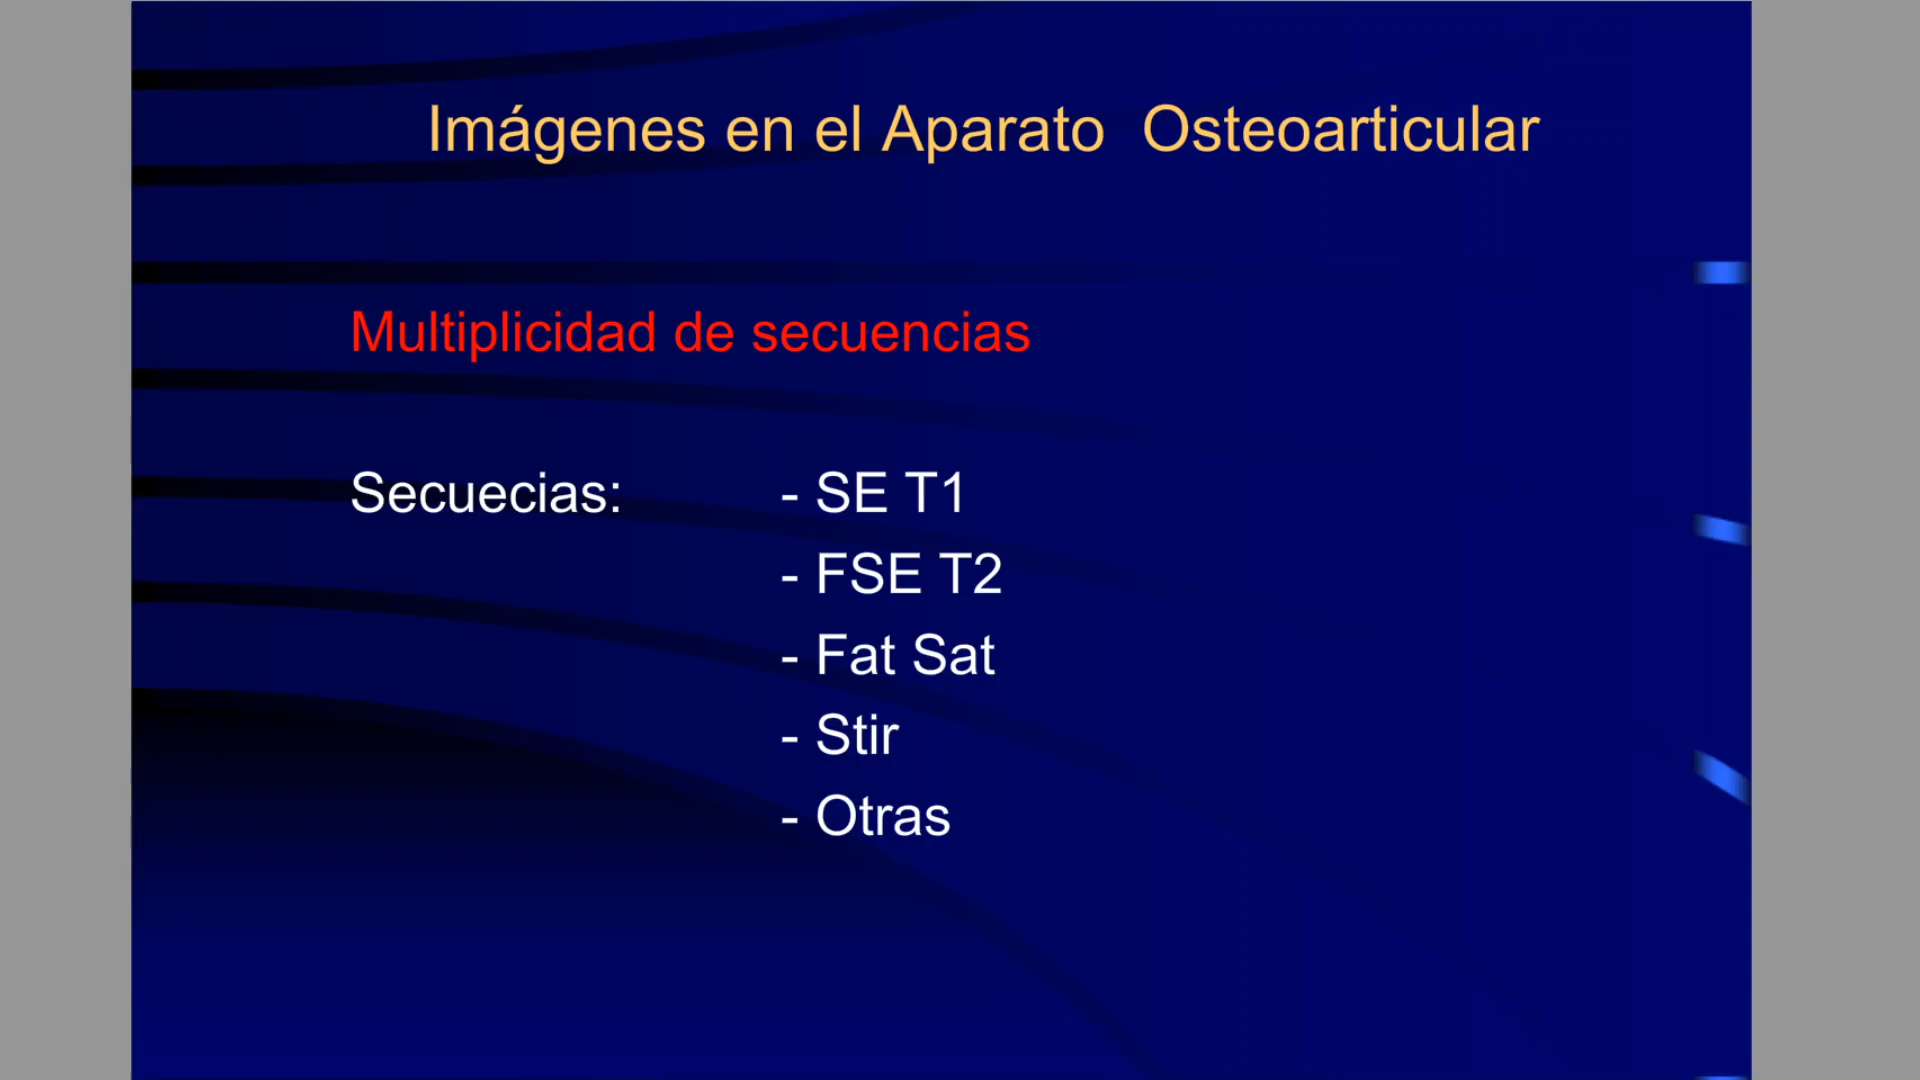 Imágenes en el Aparato  Osteoarticular
Multiplicidad de secuencias
Secuecias: - SE T1
- FSE T2
- Fat Sat
- Stir
- Otras